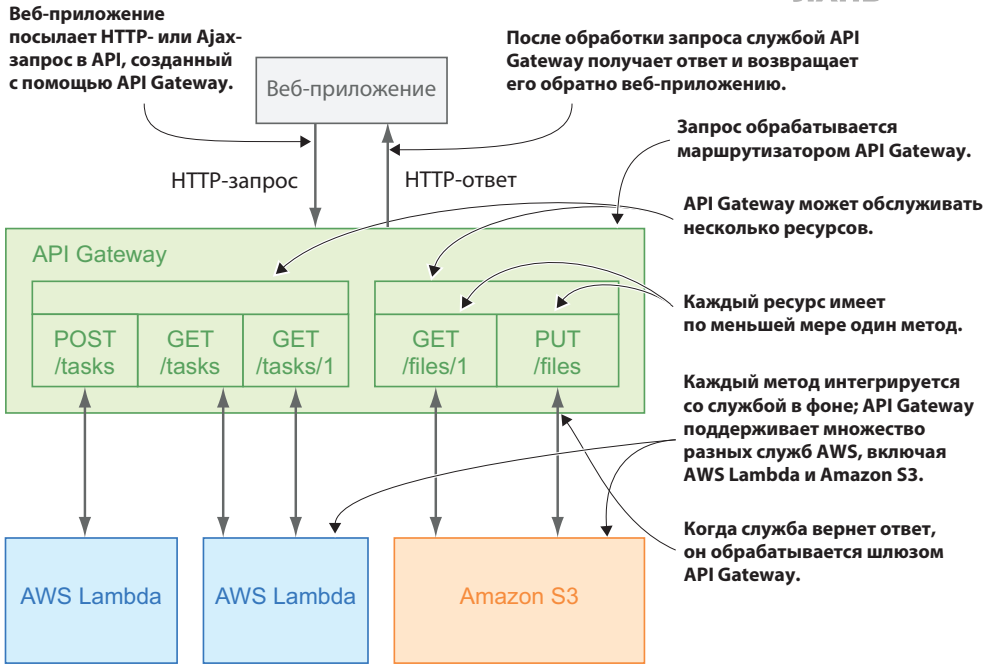 Веб-приложение
посылает HTTP- или Ajax-
запрос в API, созданный
с помощью API Gateway.
Веб-приложение
После обработки запроса службой API
Gateway получает ответ и возвращает
его обратно веб-приложению.
Запрос обрабатывается
маршрутизатором API Gateway.
HTTP-запрос
HTTP-ответ
API Gateway может обслуживать
несколько ресурсов.
API Gateway
POST
/tasks
GET
/tasks
GET
/tasks/1
GET
/files/1
PUT
/files
Каждый ресурс имеет
по меньшей мере один метод.
Каждый метод интегрируется
со службой в фоне; API Gateway
поддерживает множество
разных служб AWS, включая
AWS Lambda и Amazon S3.
Когда служба вернет ответ,
он обрабатывается шлюзом
API Gateway.
AWS Lambda
AWS Lambda
Amazon S3